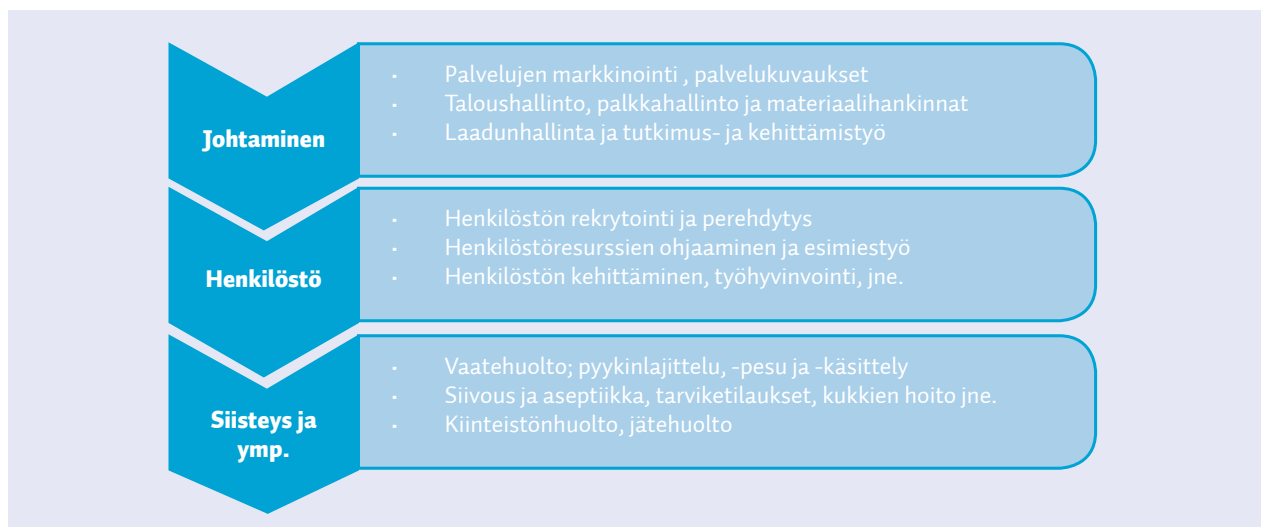 Johtaminen
· Palvelujen markkinointi , palvelukuvaukset
· Taloushallinto, palkkahallinto ja materiaalihankinnat
· Laadunhallinta ja tutkimus- ja kehittämistyö
Henkilöstö
· Henkilöstön rekrytointi ja perehdytys
· Henkilöstöresurssien ohjaaminen ja esimiestyö
· Henkilöstön kehittäminen, työhyvinvointi, jne.
Siisteys ja
ymp.
· Vaatehuolto; pyykinlajittelu, -pesu ja -käsittely
· Siivous ja aseptiikka, tarviketilaukset, kukkien hoito jne.
· Kiinteistönhuolto, jätehuolto